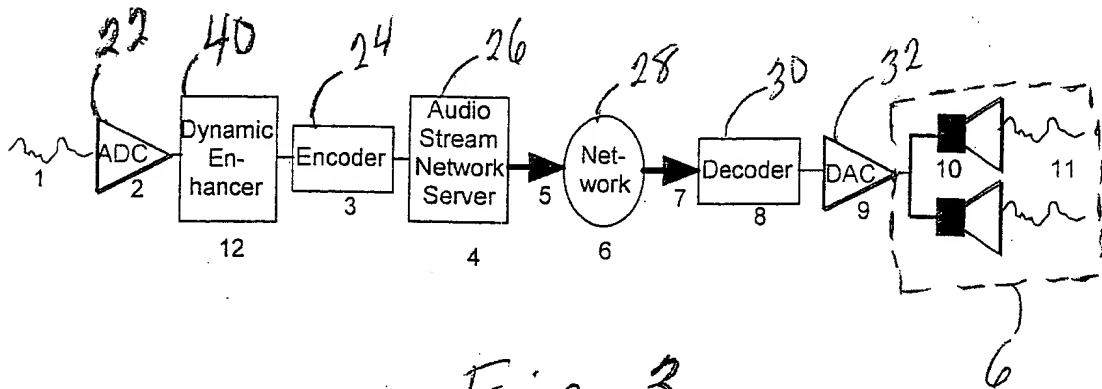 22 40 24 26 28 30 32
1 ADC 2
Dynamic
En-
hancer
12
Encoder
3
Audio
Stream
Network
Server
4
5
Net-
work
6
7
Decoder
8
DAC
9
10 11
6
Fig. 3